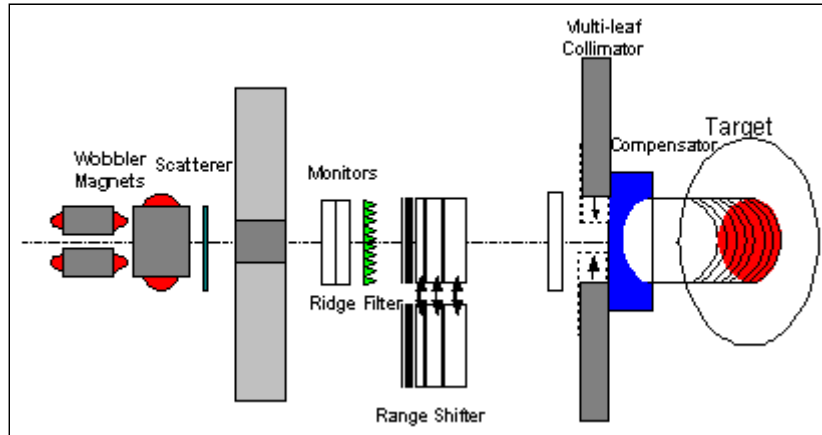 Multi-leaf
Collimator
Wobbler
Magnets
Scatterer
Monitors
Compensator
Target
Ridge Filter
Range Shifter